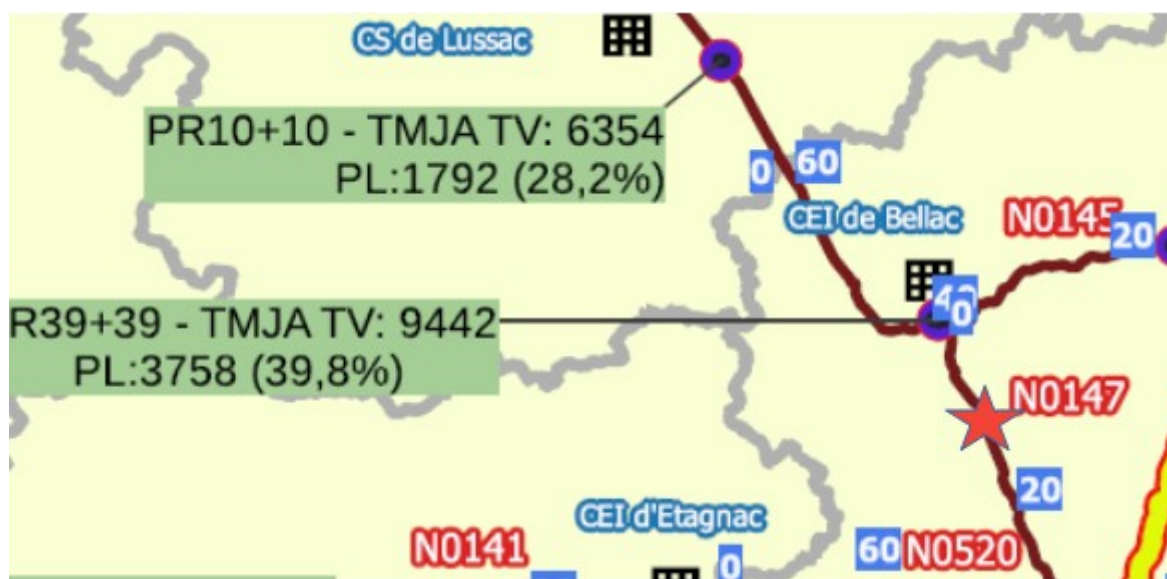 CS de Lussac
PR10+10 - TMJA TV: 6354
PL:1792 (28,2%)
0
60
CEI de Bellac
N0145
20
0
R39+39 - TMJA TV: 9442
PL:3758 (39,8%)
N0147
20
CEI d'Etagnac
N0141
60
N0520
0